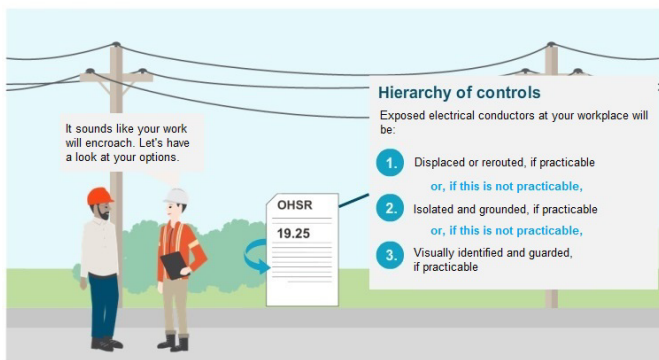 It sounds like your work
will encroach. Let's have
a look at your options.
OHSR
19.25
Hierarchy of controls
Exposed electrical conductors at your workplace will
be:
1. Displaced or rerouted, if practicable
or, if this is not practicable,
2. Isolated and grounded, if practicable
or, if this is not practicable,
3. Visually identified and guarded,
if practicable